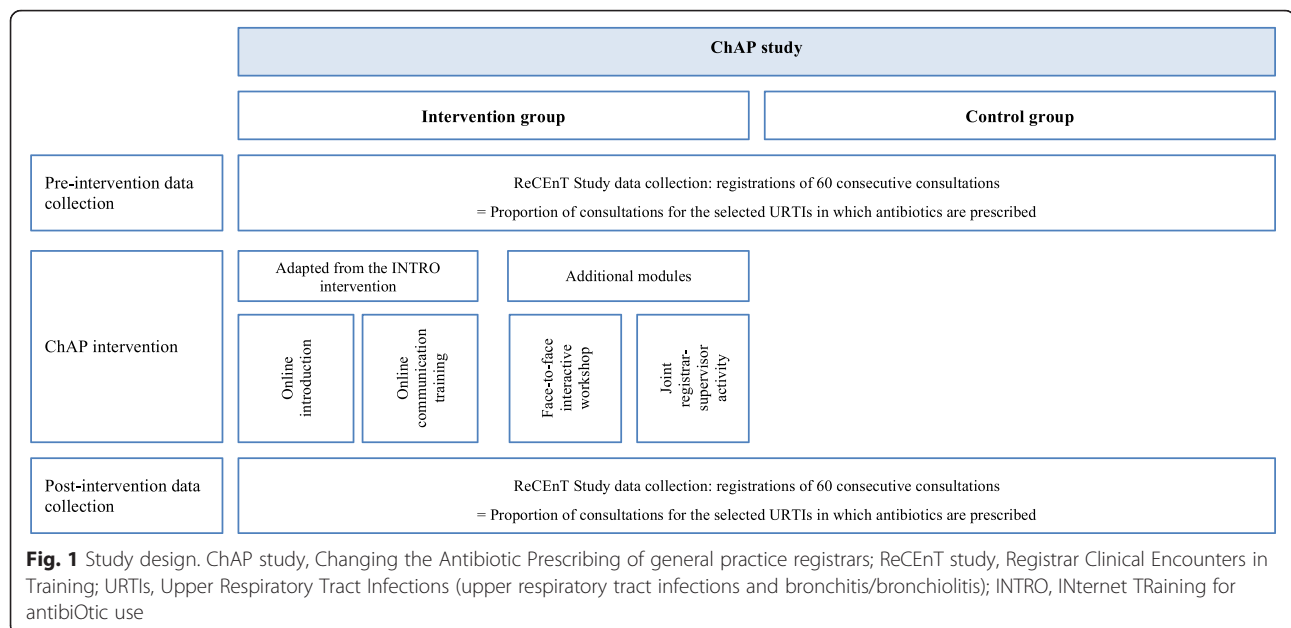 ChAP study
Intervention group
Control group
Pre-intervention data
collection
ReCEnT Study data collection: registrations of 60 consecutive consultations
= Proportion of consultations for the selected URTIs in which antibiotics are prescribed
ChAP intervention
Adapted from the INTRO
intervention
Additional modules
Online
introduction
Online
communication
training
Face-to-face
interactive
workshop
Joint
registrar-
supervisor
activity
Post-intervention data
collection
ReCEnT Study data collection: registrations of 60 consecutive consultations
= Proportion of consultations for the selected URTIs in which antibiotics are prescribed
Fig. 1 Study design. ChAP study, Changing the Antibiotic Prescribing of general practice registrars; ReCEnT study, Registrar Clinical Encounters in
Training; URTIs, Upper Respiratory Tract Infections (upper respiratory tract infections and bronchitis/bronchiolitis); INTRO, INternet TRaining for
antibiOtic use